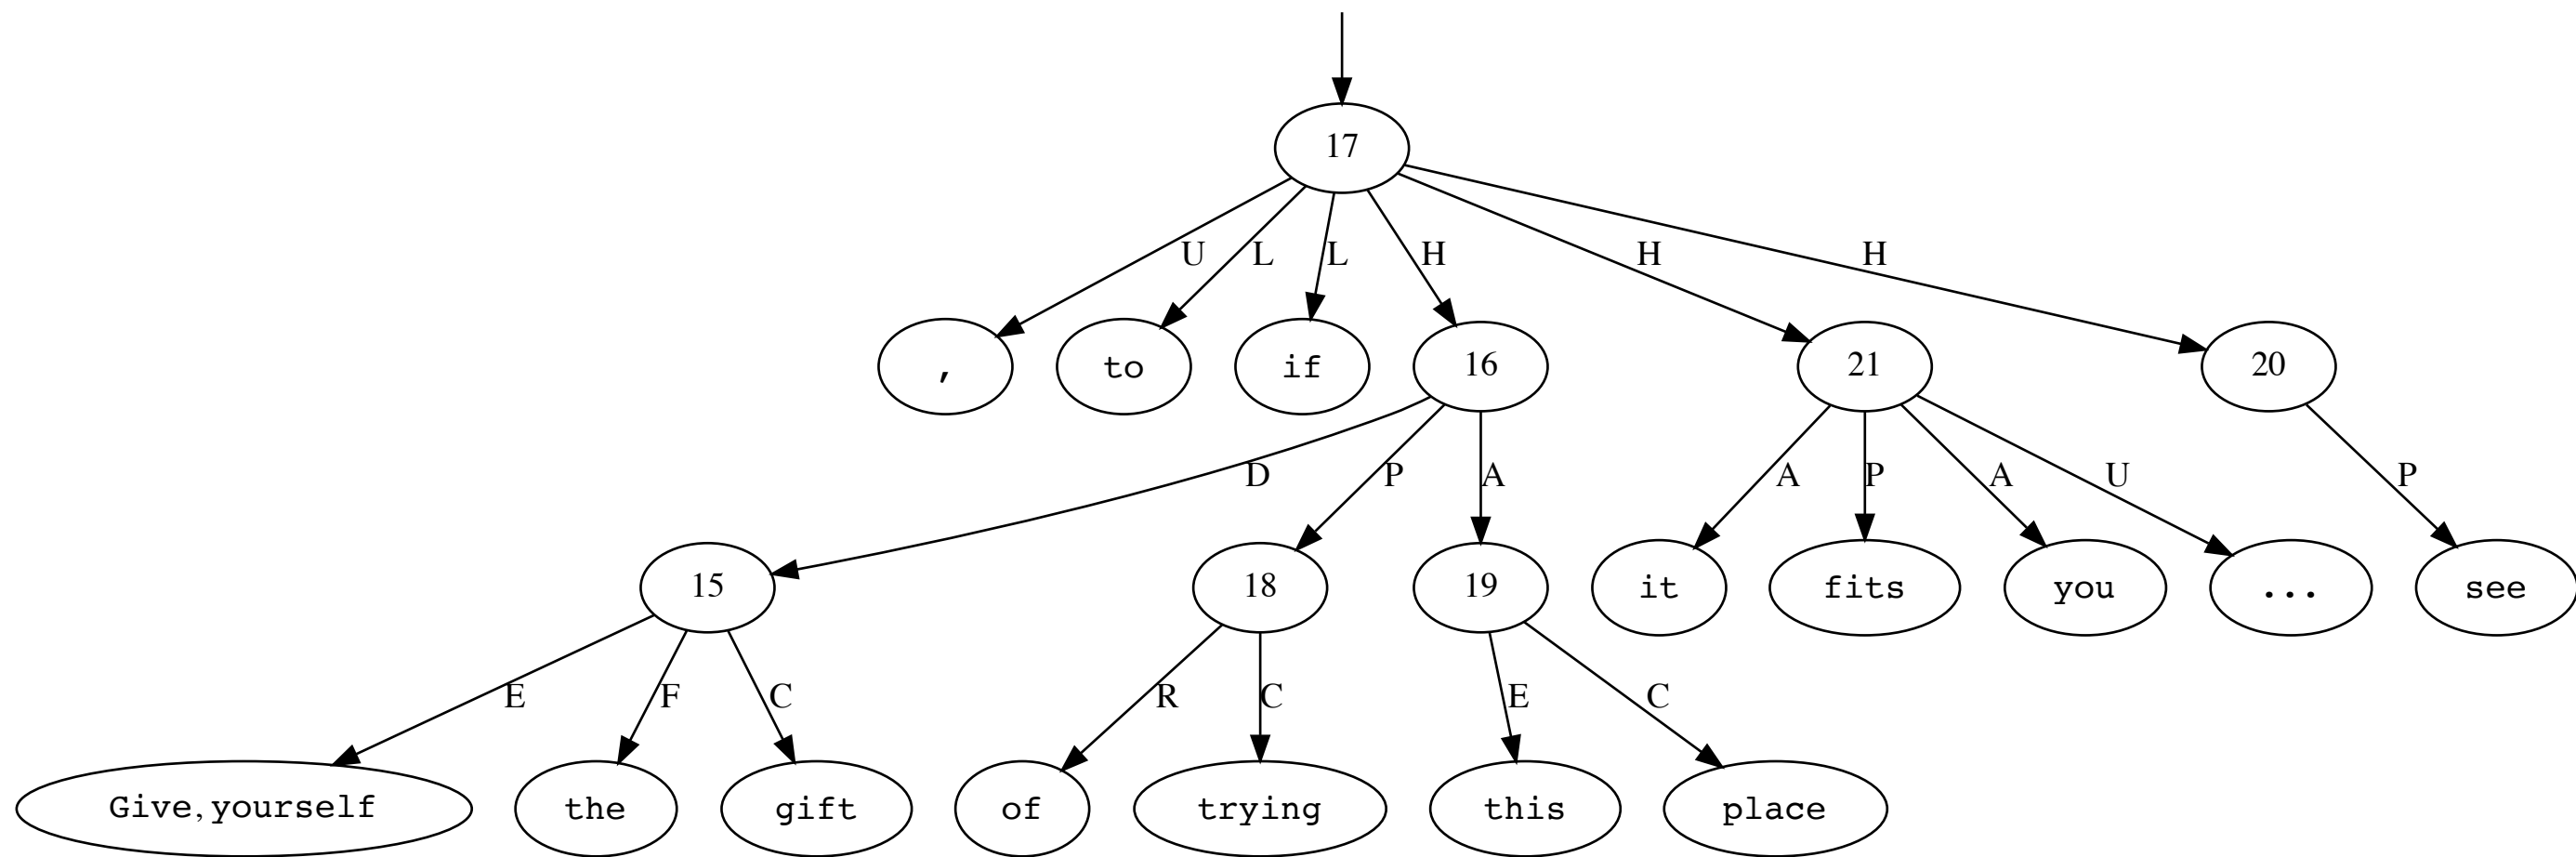 17
U L L H H H
, to if 16 21 20
D P A A P A U P
15 18 19 it fits you ... see
E F C R C E C
Give,yourself the gift of trying this place